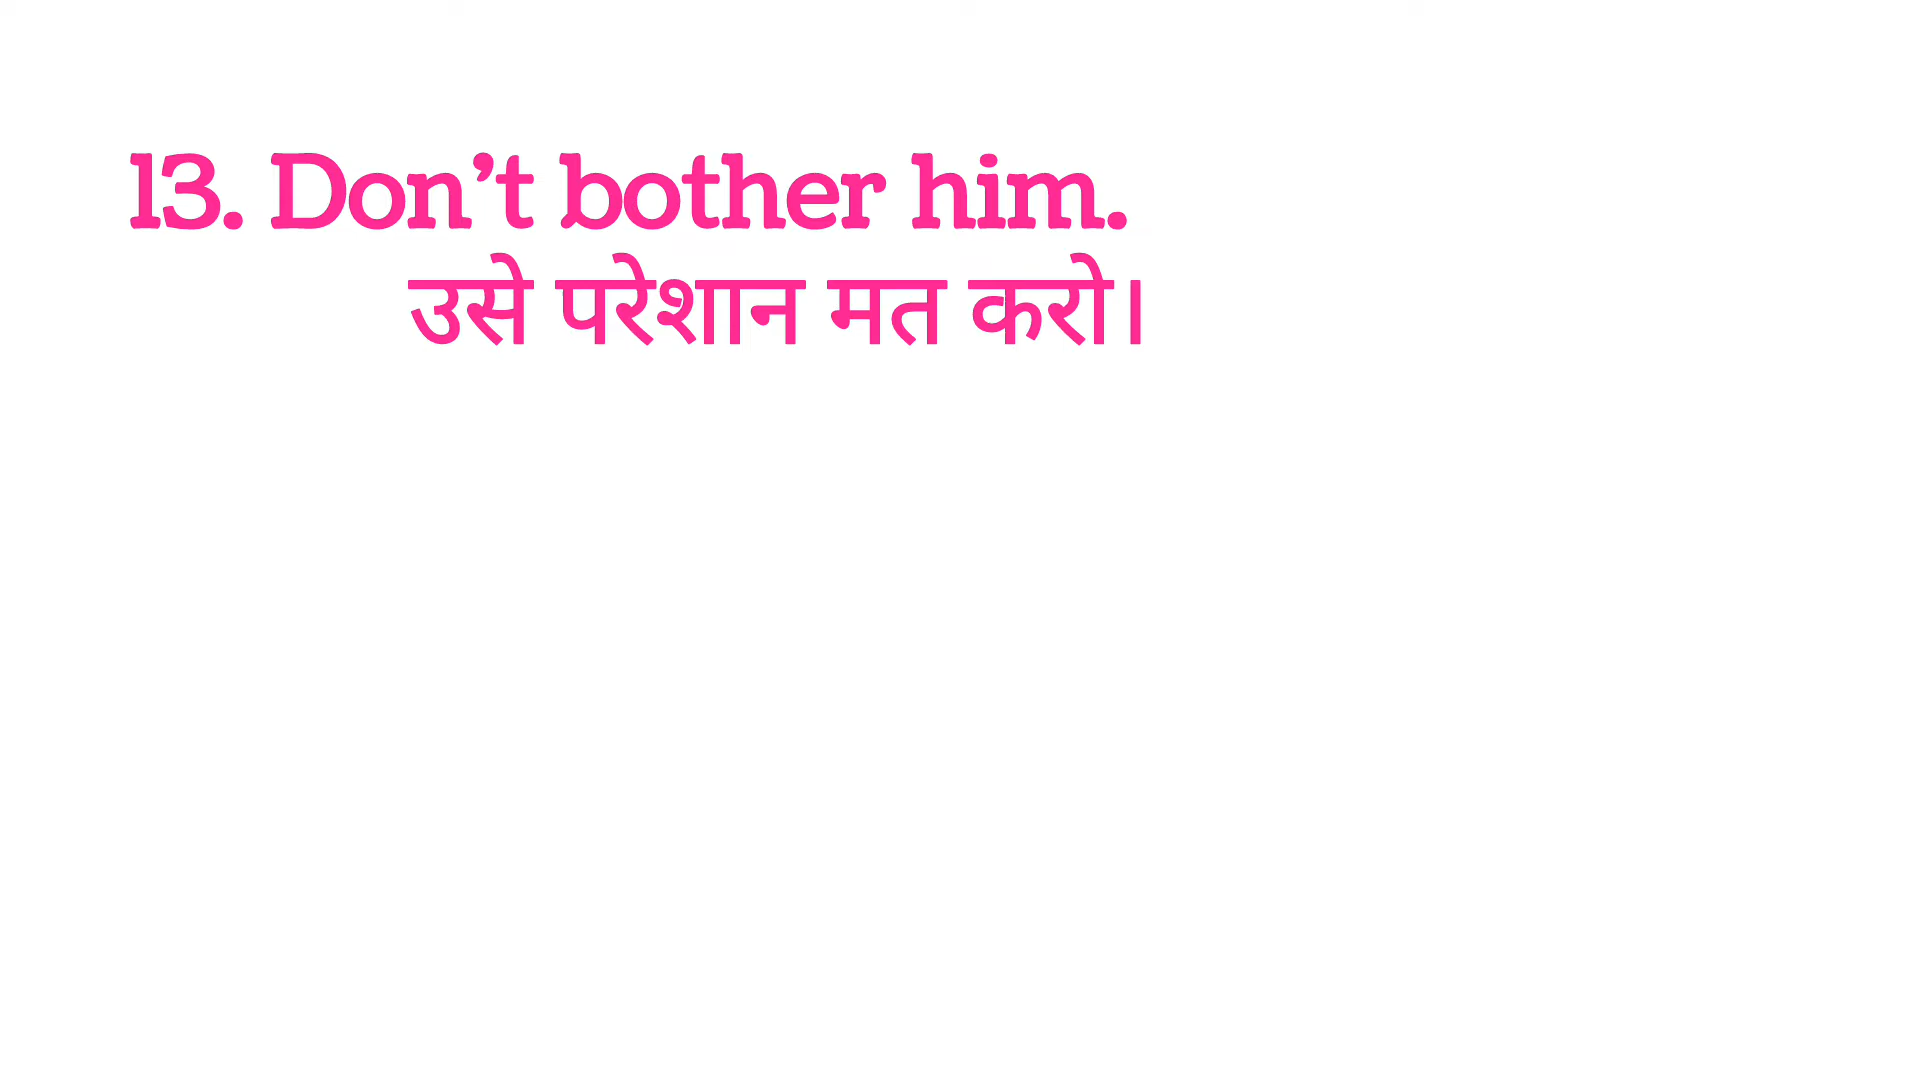 13. Don’t bother him.
उसे परेशान मत करो।